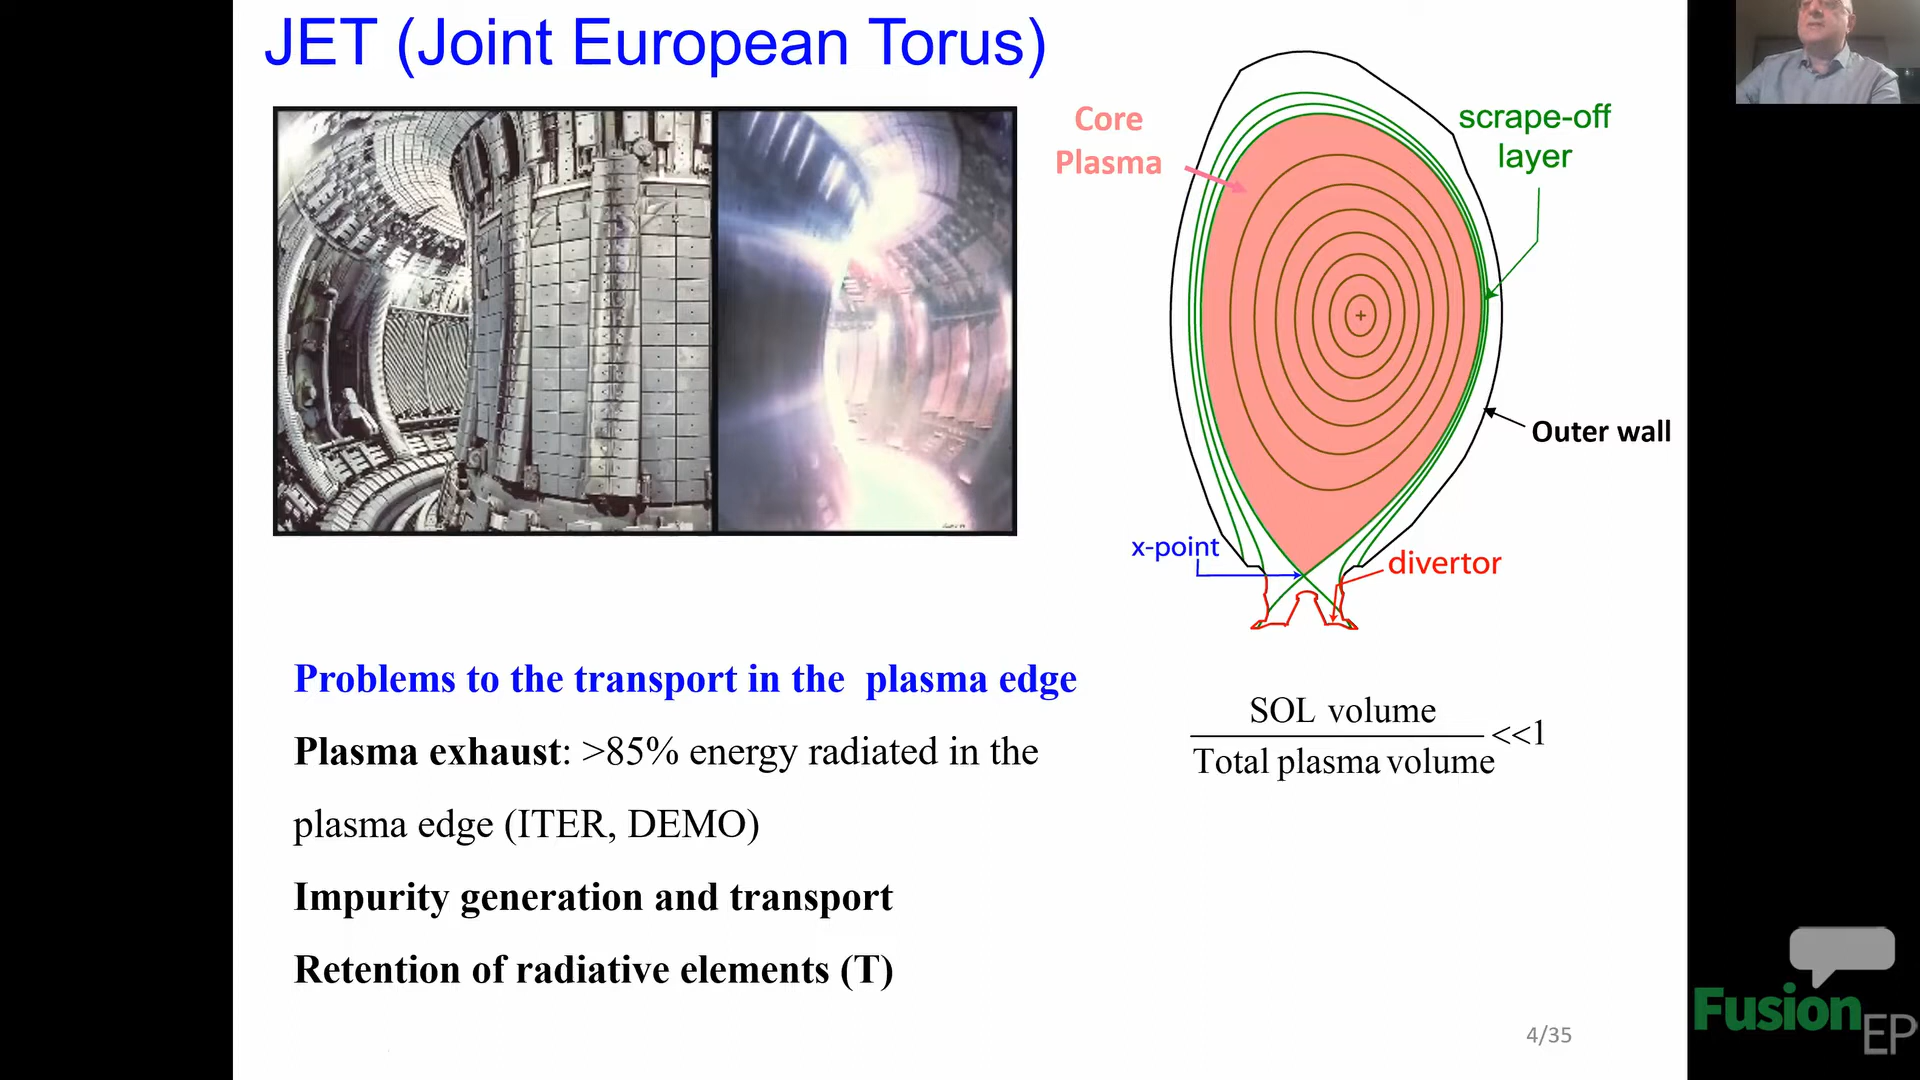 JET (Joint European Torus)
Core
Plasma
scrape-off
layer
Outer wall
x-point
divertor
Problems to the transport in the plasma edge
Plasma exhaust: >85% energy radiated in the
plasma edge (ITER, DEMO)
Impurity generation and transport
Retention of radiative elements (T)
SOL volume
<<1
Total plasma volume
4/35
Fusion
EP